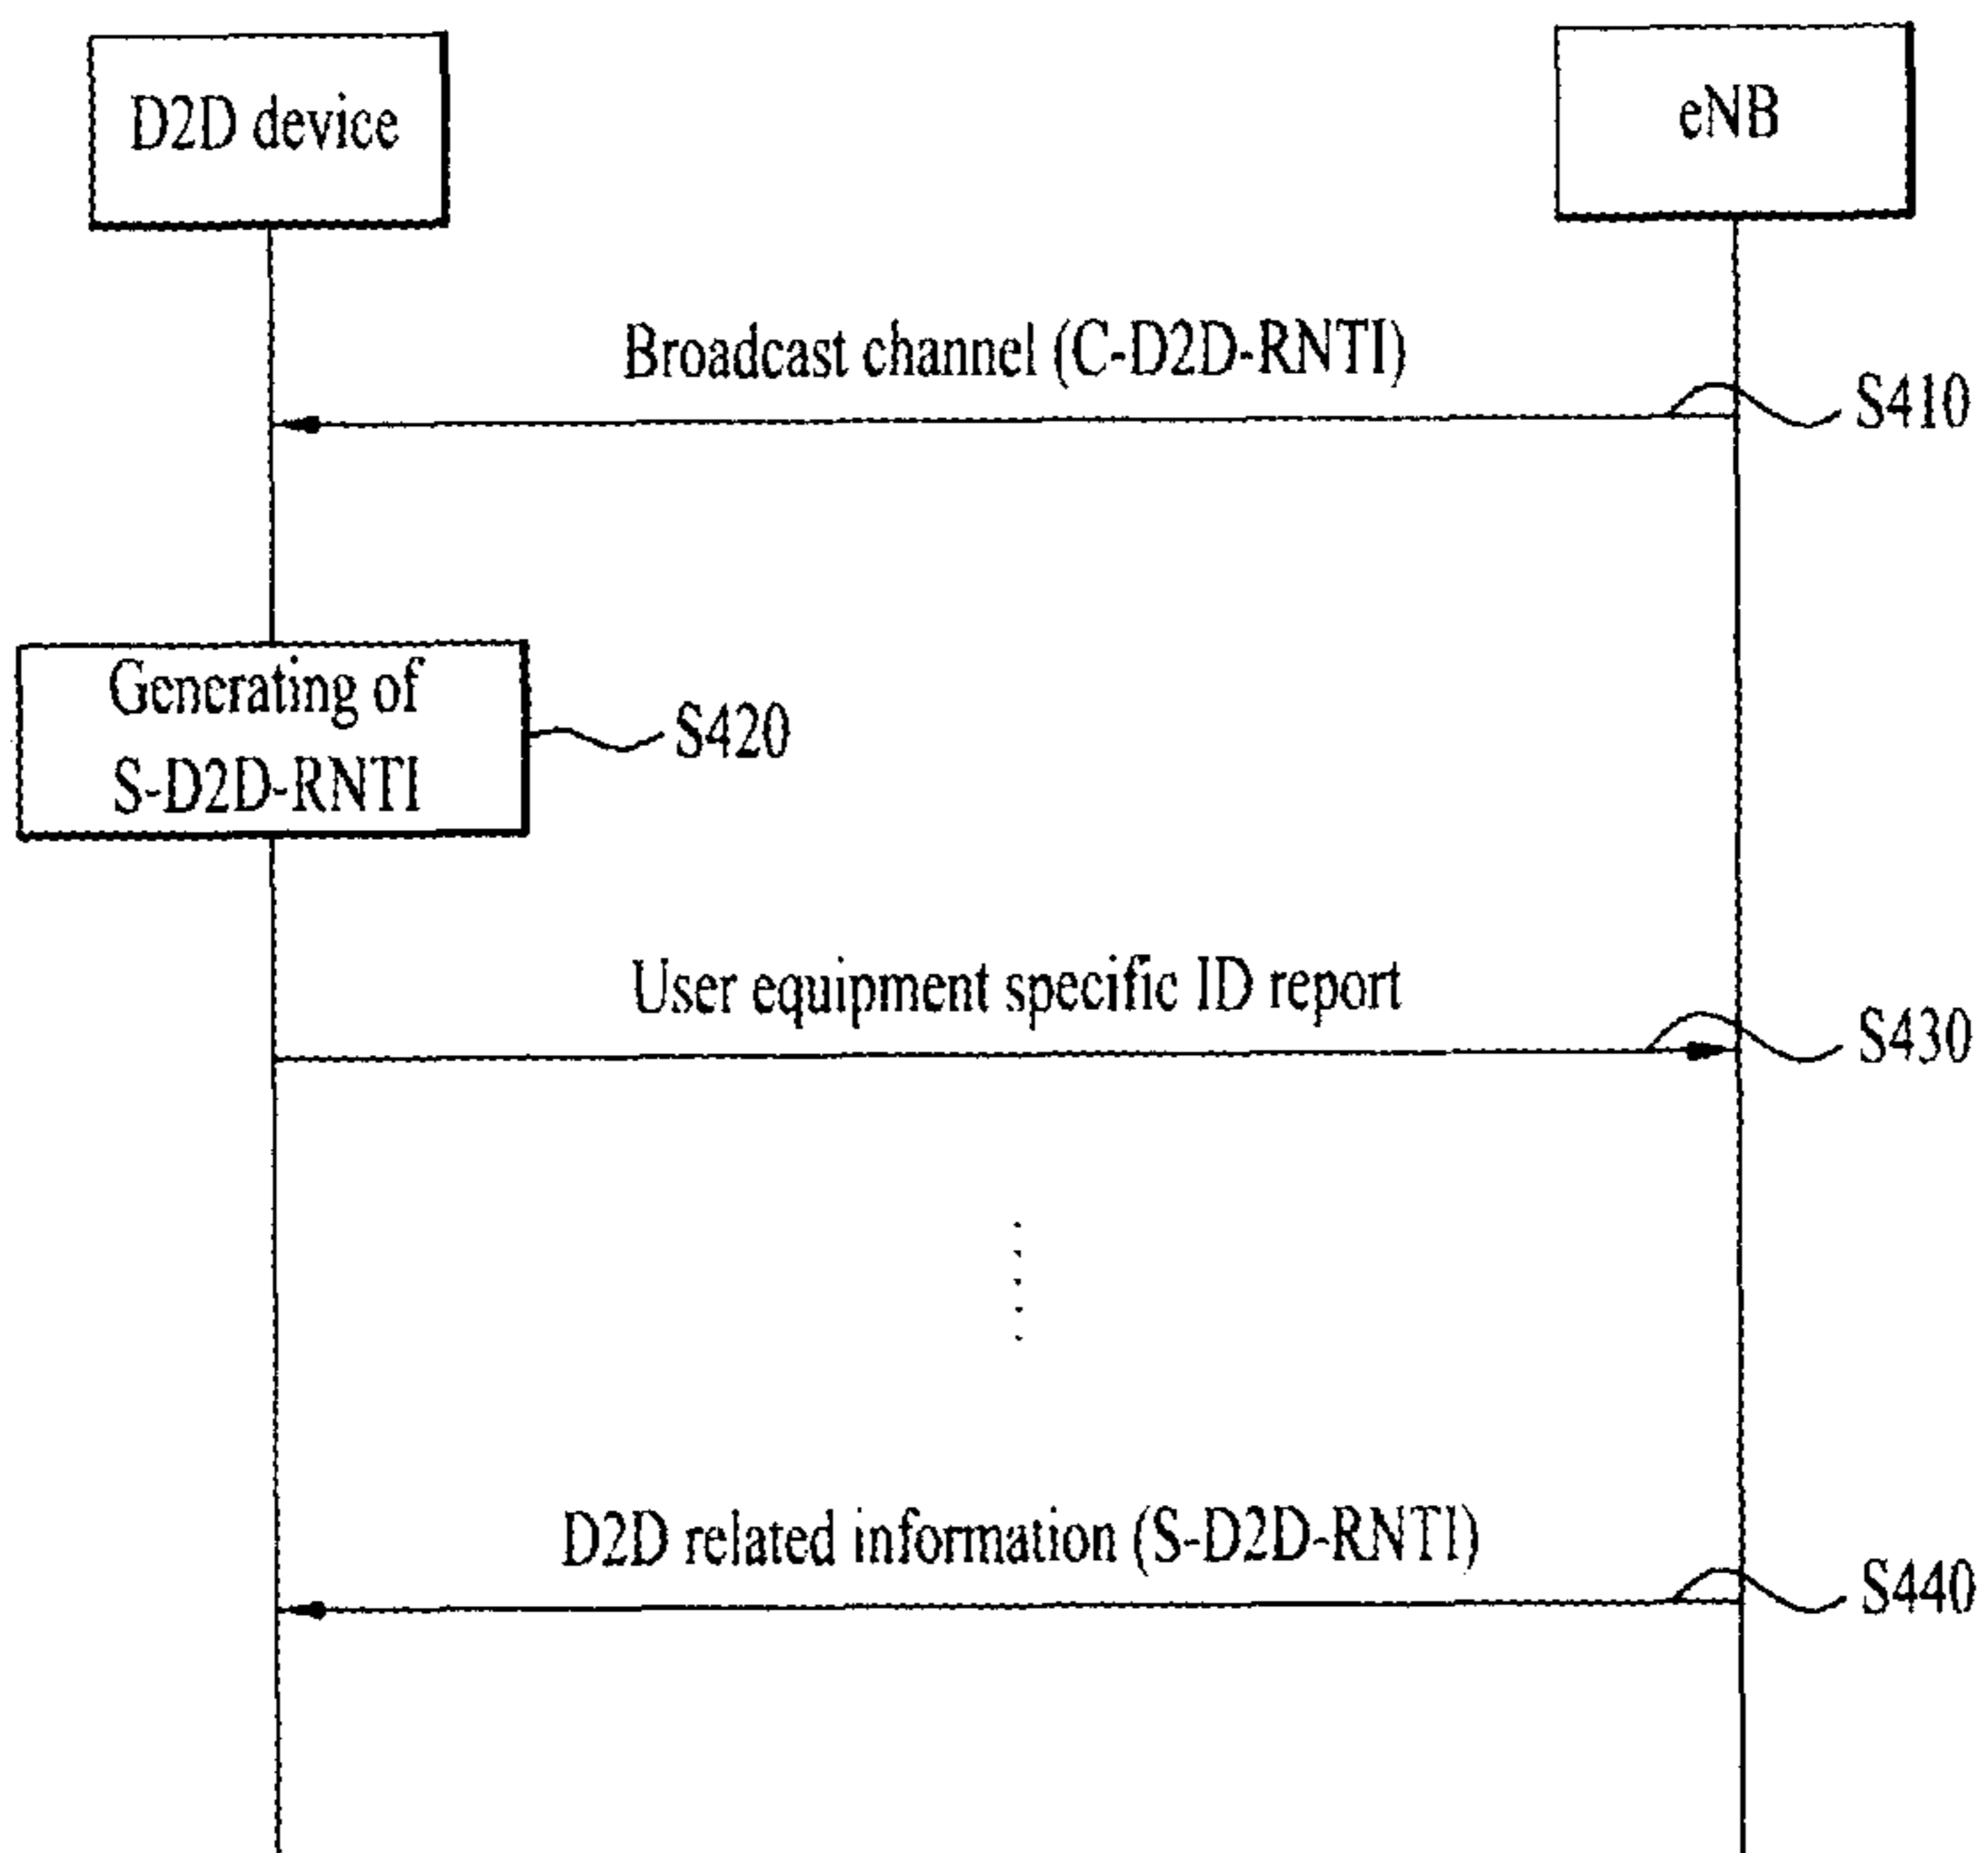 D2D device
eNB
Broadcast channel (C-D2D-RNTI)
S410
Generating of
S-D2D-RNTI
S420
User equipment specific ID report
S430
D2D related information (S-D2D-RNTI)
S440